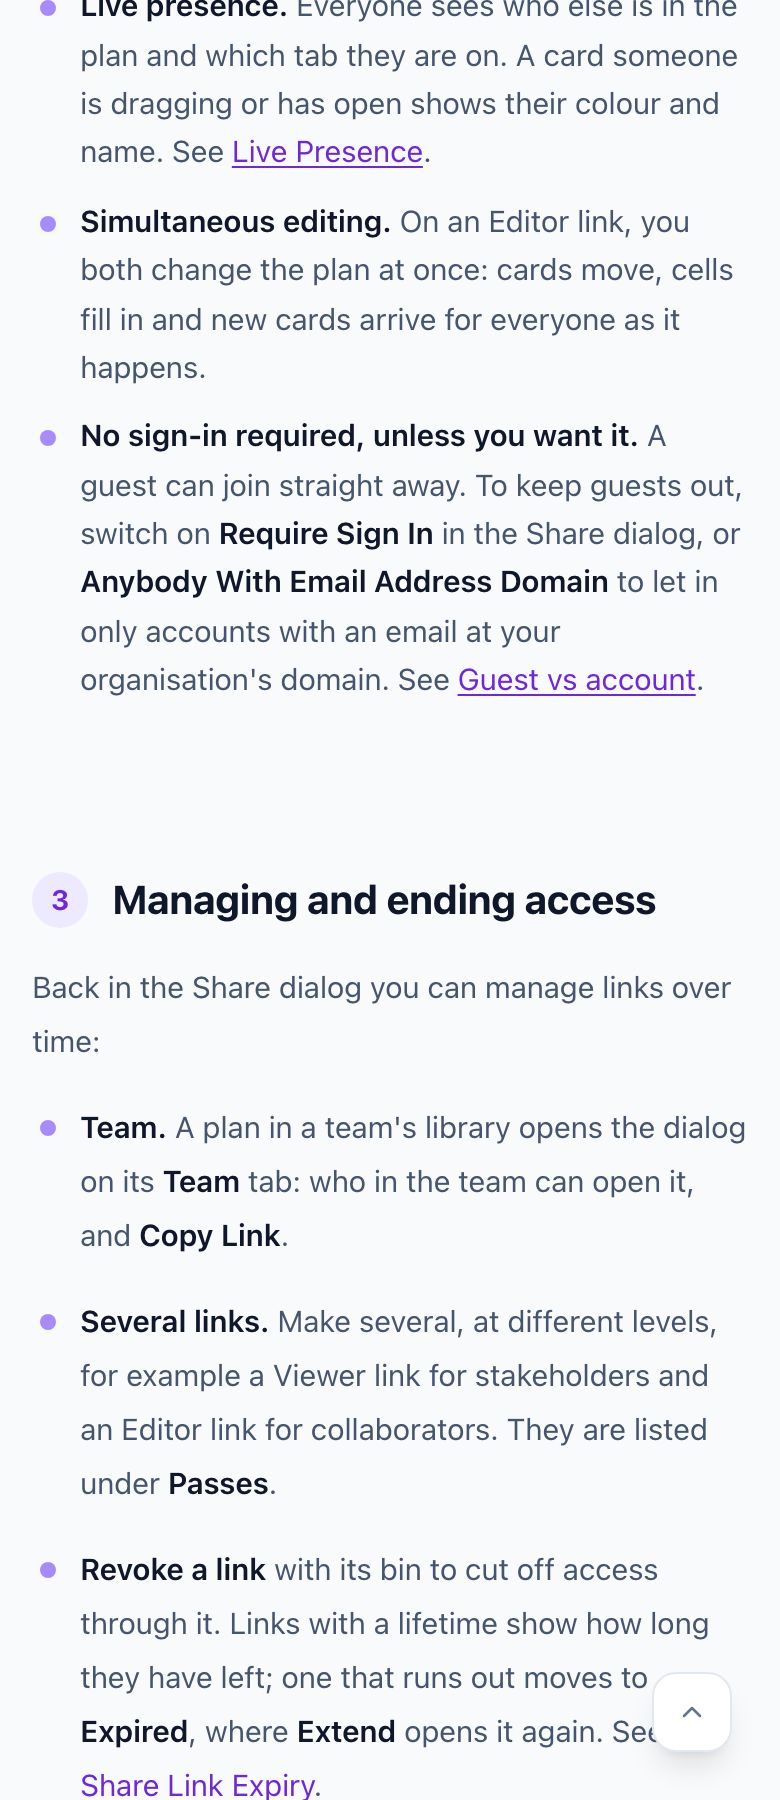 Live presence. Everyone sees who else is in the
plan and which tab they are on. A card someone
is dragging or has open shows their colour and
name. See Live Presence.
Simultaneous editing. On an Editor link, you
both change the plan at once: cards move, cells
fill in and new cards arrive for everyone as it
happens.
No sign-in required, unless you want it. A
guest can join straight away. To keep guests out,
switch on Require Sign In in the Share dialog, or
Anybody With Email Address Domain to let in
only accounts with an email at your
organisation's domain. See Guest vs account.
3 Managing and ending access
Back in the Share dialog you can manage links over
time:
Team. A plan in a team's library opens the dialog
on its Team tab: who in the team can open it,
and Copy Link.
Several links. Make several, at different levels,
for example a Viewer link for stakeholders and
an Editor link for collaborators. They are listed
under Passes.
Revoke a link with its bin to cut off access
through it. Links with a lifetime show how long
they have left; one that runs out moves to
Expired, where Extend opens it again. See
Share Link Expiry.